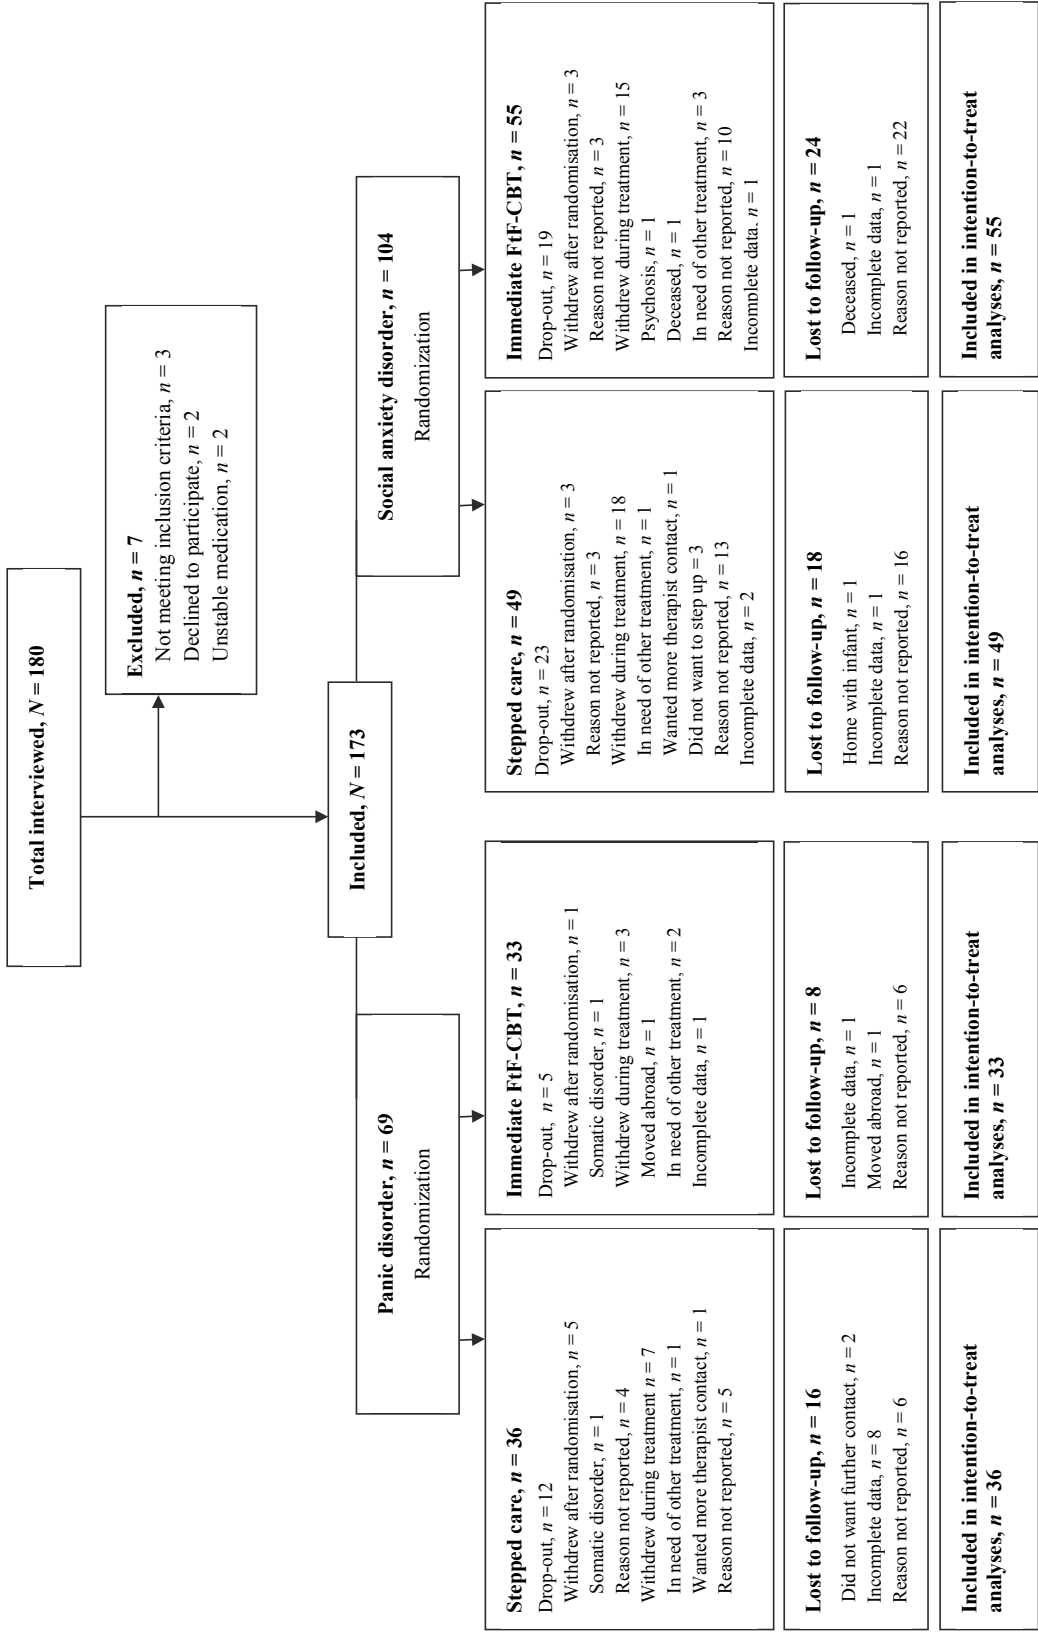 Total interviewed, N = 180
Excluded, n = 7
Not meeting inclusion criteria, n = 3
Declined to participate, n = 2
Unstable medication, n = 2
Included, N = 173
Panic disorder, n = 69
Randomization
Social anxiety disorder, n = 104
Randomization
Stepped care, n = 36
Drop-out, n = 12
Withdrew after randomisation, n = 5
Somatic disorder, n = 1
Reason not reported, n = 4
Withdrew during treatment n = 7
In need of other treatment, n = 1
Wanted more therapist contact, n = 1
Reason not reported, n = 5
Immediate FtF-CBT, n = 33
Drop-out, n = 5
Withdrew after randomisation, n = 1
Somatic disorder, n = 1
Withdrew during treatment, n = 3
Moved abroad, n = 1
In need of other treatment, n = 2
Incomplete data, n = 1
Stepped care, n = 49
Drop-out, n = 23
Withdrew after randomisation, n = 3
Reason not reported, n = 3
Withdrew during treatment, n = 18
In need of other treatment, n = 1
Wanted more therapist contact, n = 1
Did not want to step up = 3
Reason not reported, n = 13
Incomplete data, n = 2
Immediate FtF-CBT, n = 55
Drop-out, n = 19
Withdrew after randomisation, n = 3
Reason not reported, n = 3
Withdrew during treatment, n = 15
Psychosis, n = 1
Deceased, n = 1
In need of other treatment, n = 3
Reason not reported, n = 10
Incomplete data. n = 1
Lost to follow-up, n = 16
Did not want further contact, n = 2
Incomplete data, n = 8
Reason not reported, n = 6
Lost to follow-up, n = 8
Incomplete data, n = 1
Moved abroad, n = 1
Reason not reported, n = 6
Lost to follow-up, n = 18
Home with infant, n = 1
Incomplete data, n = 1
Reason not reported, n = 16
Lost to follow-up, n = 24
Deceased, n = 1
Incomplete data, n = 1
Reason not reported, n = 22
Included in intention-to-treat
analyses, n = 36
Included in intention-to-treat
analyses, n = 33
Included in intention-to-treat
analyses, n = 49
Included in intention-to-treat
analyses, n = 55